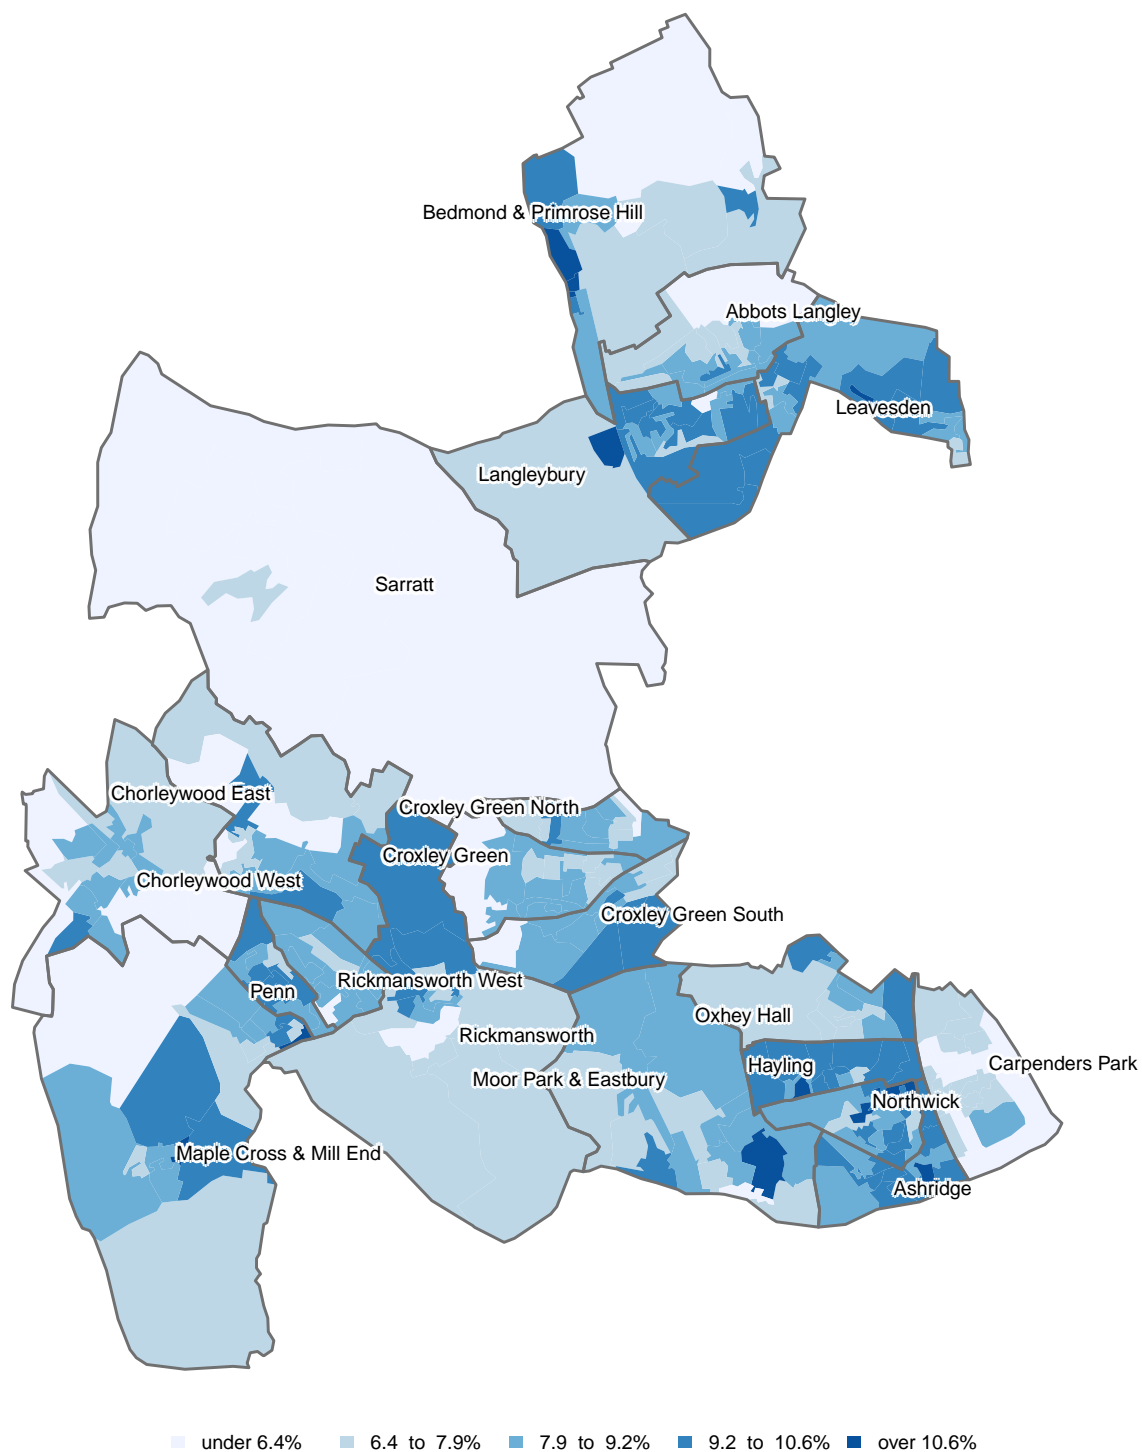 Bedmond & Primrose Hill
Abbots Langley
Leavesden
Langleybury
Sarratt
Chorleywood East
Croxley Green North
Croxley Green
Chorleywood West
Croxley Green South
Rickmansworth West
Penn
Oxhey Hall
Rickmansworth
Hayling
Carpenders Park
Moor Park & Eastbury
Northwick
Maple Cross & Mill End
Ashridge
under 6.4%
6.4 to 7.9%
7.9 to 9.2%
9.2 to 10.6%
over 10.6%